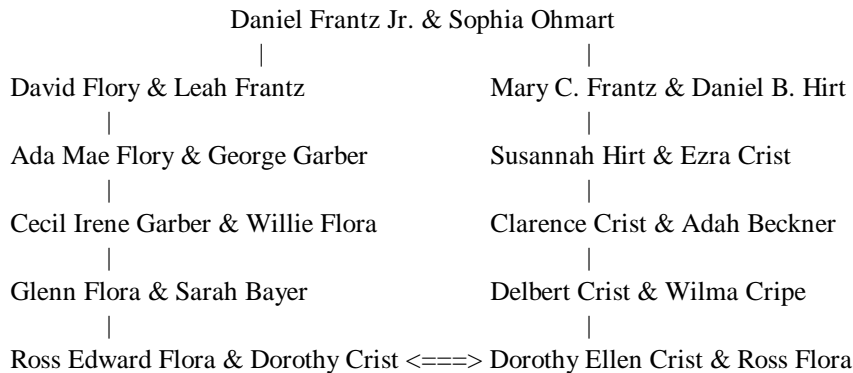 Daniel Frantz Jr. & Sophia Ohmart
| |
David Flory & Leah Frantz Mary C. Frantz & Daniel B. Hirt
| |
Ada Mae Flory & George Garber Susannah Hirt & Ezra Crist
| |
Cecil Irene Garber & Willie Flora Clarence Crist & Adah Beckner
| |
Glenn Flora & Sarah Bayer Delbert Crist & Wilma Cripe
| |
Ross Edward Flora & Dorothy Crist <===> Dorothy Ellen Crist & Ross Flora